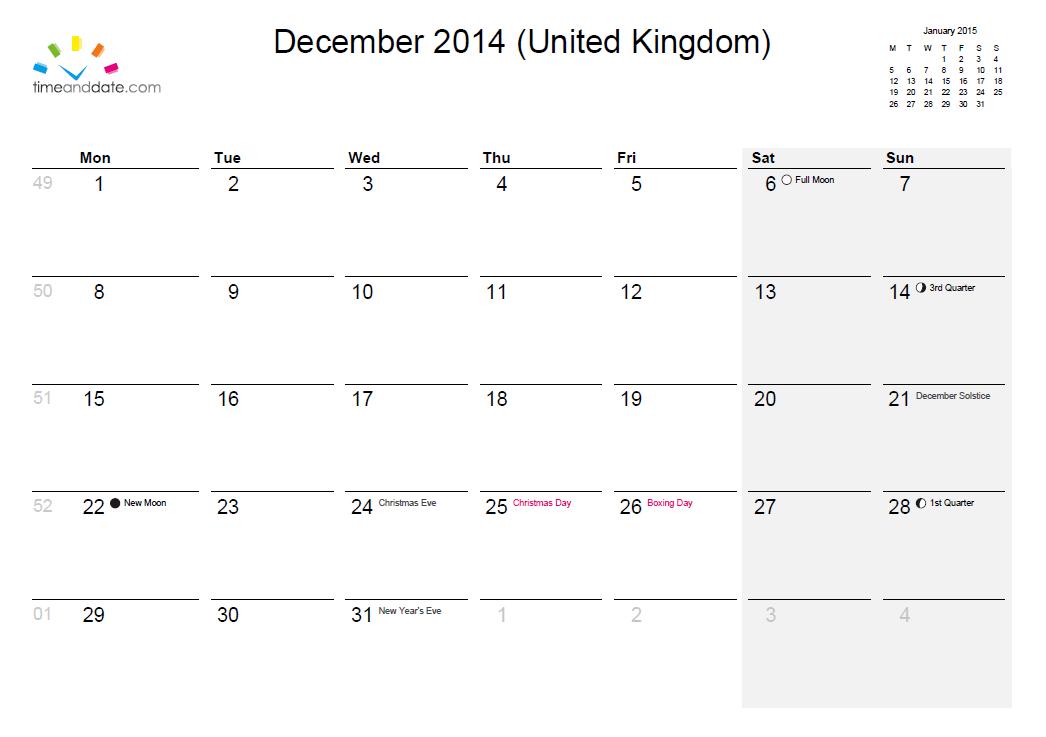 timeanddate.com
December 2014 (United Kingdom)
January 2015
M T W T F S S
1 2 3 4
5 6 7 8 9 10 11
12 13 14 15 16 17 18
19 20 21 22 23 24 25
26 27 28 29 30 31
Mon Tue Wed Thu Fri Sat Sun
49 1 2 3 4 5 6 Full Moon 7
50 8 9 10 11 12 13 14 3rd Quarter
51 15 16 17 18 19 20 21 December Solstice
52 22 New Moon 23 24 Christmas Eve 25 Christmas Day 26 Boxing Day 27 28 1st Quarter
01 29 30 31 New Year's Eve 1 2 3 4